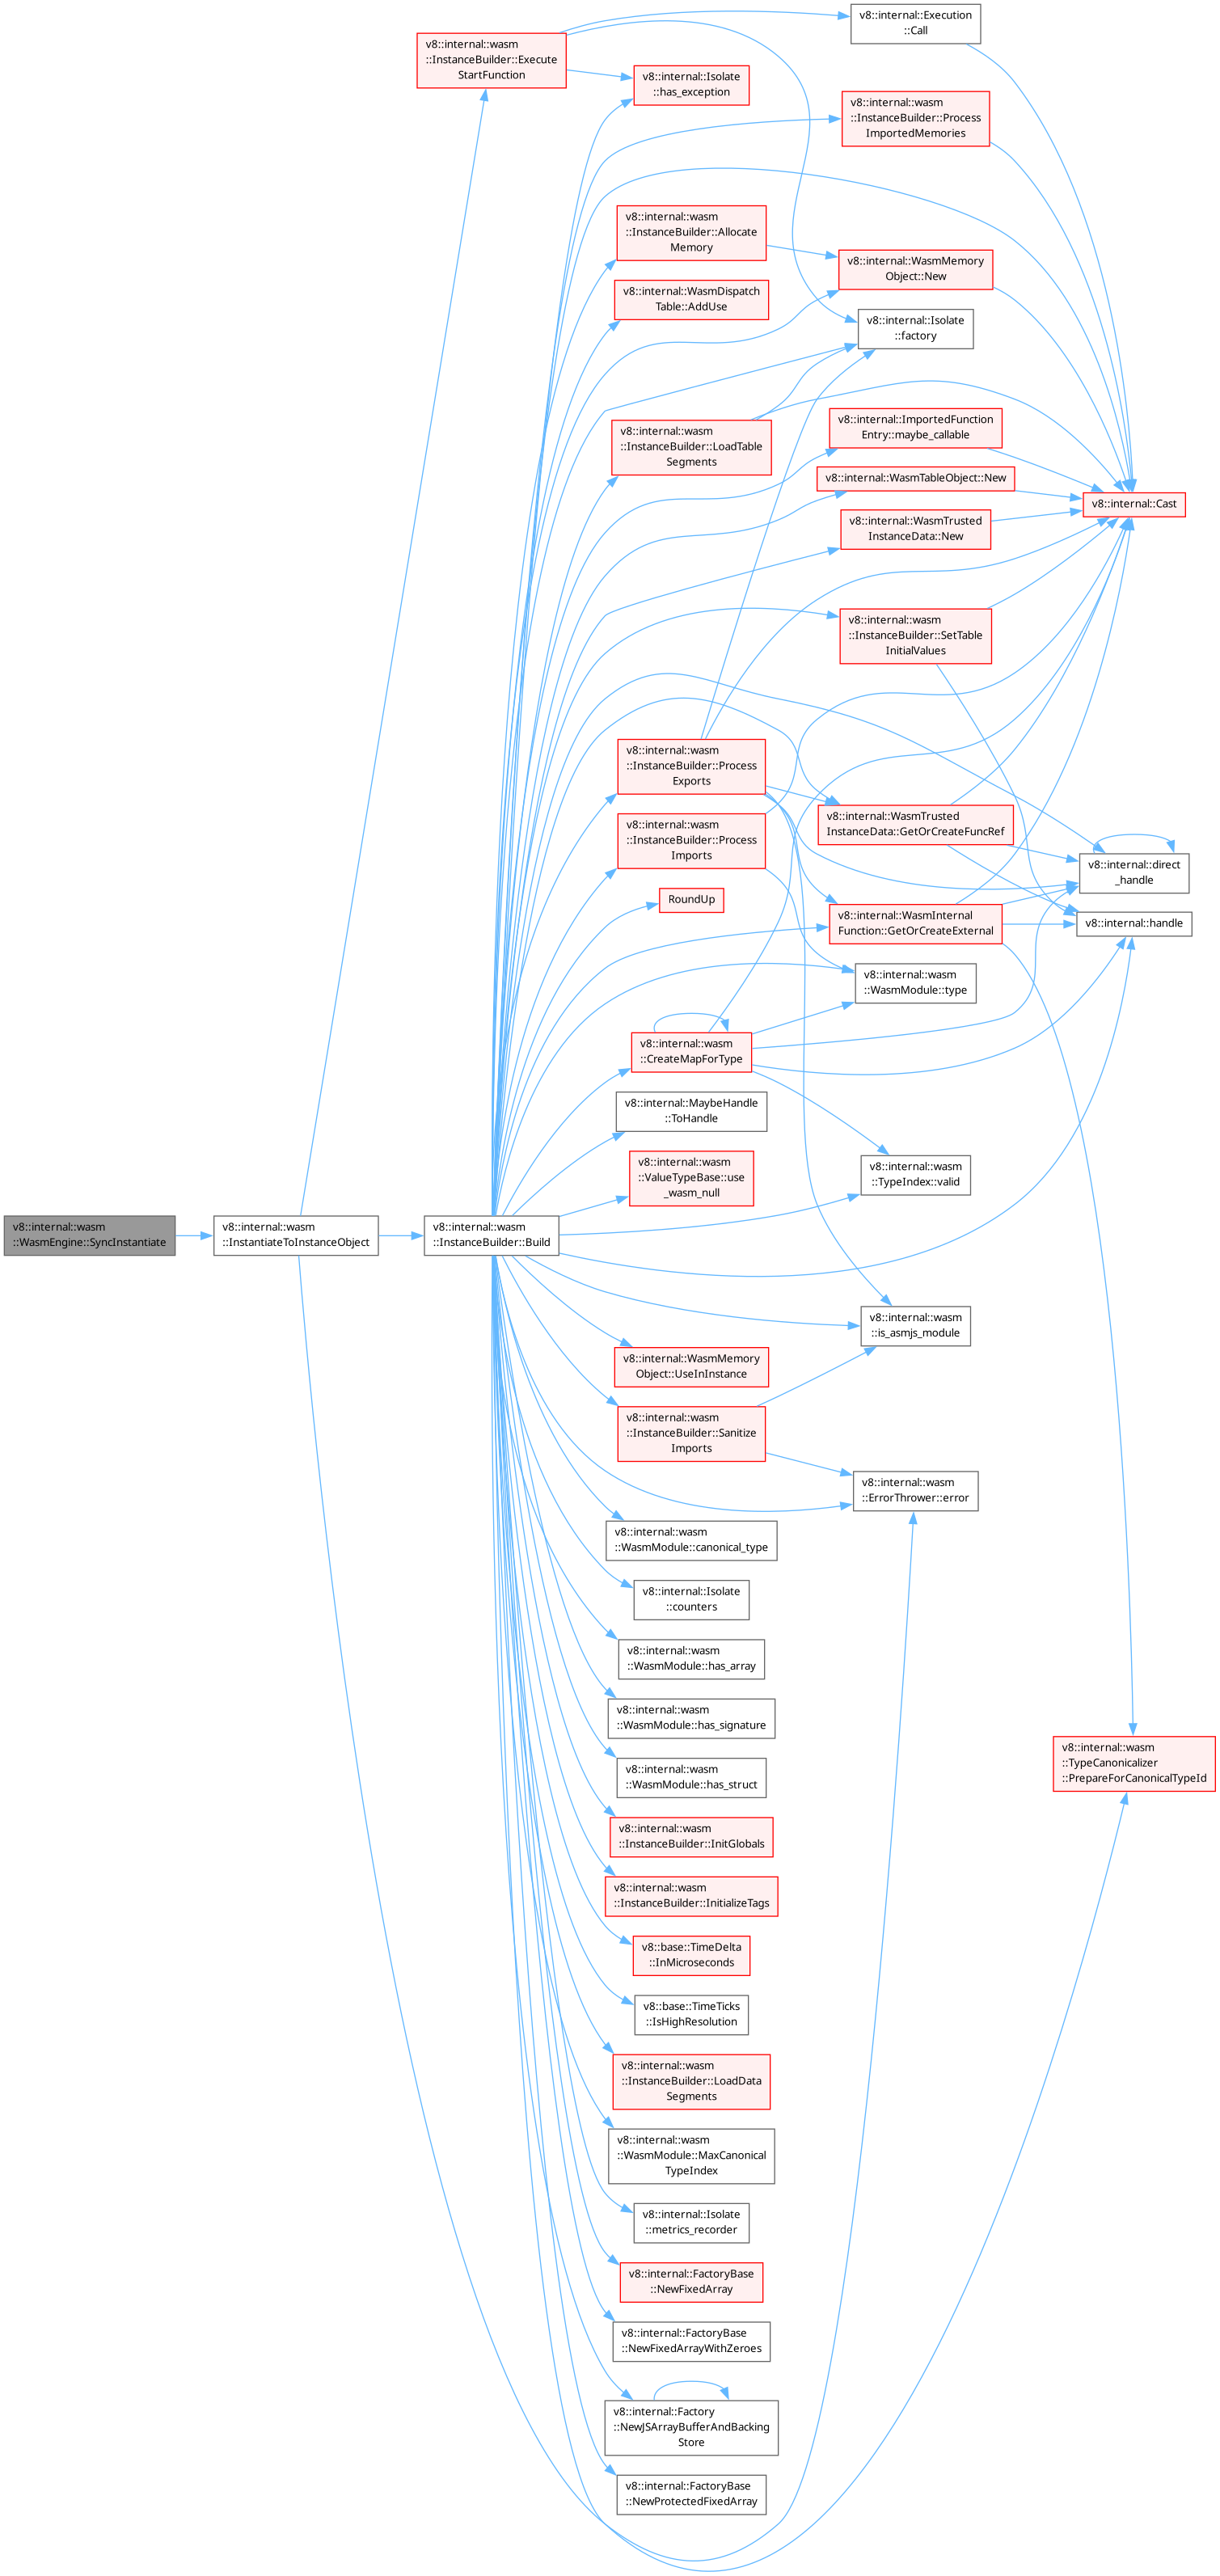 v8::internal::wasm
::WasmEngine::SyncInstantiate
v8::internal::wasm
::InstantiateToInstanceObject
v8::internal::wasm
::InstanceBuilder::Execute
StartFunction
v8::internal::wasm
::InstanceBuilder::Build
v8::internal::Isolate
::has_exception
v8::internal::wasm
::InstanceBuilder::Allocate
Memory
v8::internal::WasmDispatch
Table::AddUse
v8::internal::wasm
::InstanceBuilder::LoadTable
Segments
v8::internal::wasm
::InstanceBuilder::Process
Exports
v8::internal::wasm
::InstanceBuilder::Process
Imports
RoundUp
v8::internal::wasm
::CreateMapForType
v8::internal::MaybeHandle
::ToHandle
v8::internal::wasm
::ValueTypeBase::use
_wasm_null
v8::internal::WasmMemory
Object::UseInInstance
v8::internal::wasm
::InstanceBuilder::Sanitize
Imports
v8::internal::wasm
::WasmModule::canonical_type
v8::internal::Isolate
::counters
v8::internal::wasm
::WasmModule::has_array
v8::internal::wasm
::WasmModule::has_signature
v8::internal::wasm
::WasmModule::has_struct
v8::internal::wasm
::InstanceBuilder::InitGlobals
v8::internal::wasm
::InstanceBuilder::InitializeTags
v8::base::TimeDelta
::InMicroseconds
v8::base::TimeTicks
::IsHighResolution
v8::internal::wasm
::InstanceBuilder::LoadData
Segments
v8::internal::wasm
::WasmModule::MaxCanonical
TypeIndex
v8::internal::Isolate
::metrics_recorder
v8::internal::FactoryBase
::NewFixedArray
v8::internal::FactoryBase
::NewFixedArrayWithZeroes
v8::internal::Factory
::NewJSArrayBufferAndBacking
Store
v8::internal::FactoryBase
::NewProtectedFixedArray
v8::internal::Execution
::Call
v8::internal::wasm
::InstanceBuilder::Process
ImportedMemories
v8::internal::WasmMemory
Object::New
v8::internal::Isolate
::factory
v8::internal::ImportedFunction
Entry::maybe_callable
v8::internal::WasmTableObject::New
v8::internal::WasmTrusted
InstanceData::New
v8::internal::wasm
::InstanceBuilder::SetTable
InitialValues
v8::internal::WasmTrusted
InstanceData::GetOrCreateFuncRef
v8::internal::WasmInternal
Function::GetOrCreateExternal
v8::internal::wasm
::WasmModule::type
v8::internal::wasm
::TypeIndex::valid
v8::internal::wasm
::is_asmjs_module
v8::internal::wasm
::ErrorThrower::error
v8::internal::Cast
v8::internal::direct
_handle
v8::internal::handle
v8::internal::wasm
::TypeCanonicalizer
::PrepareForCanonicalTypeId